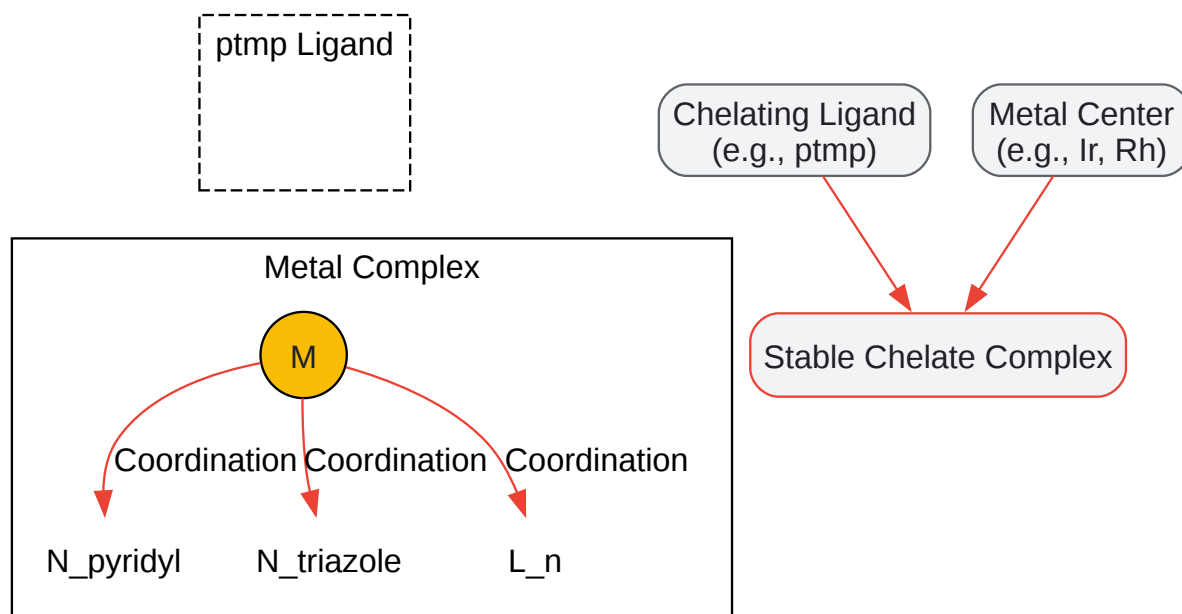 ptmp Ligand
Chelating Ligand
(e.g., ptmp)
Metal Center
(e.g., Ir, Rh)
Metal Complex
M
Stable Chelate Complex
Coordination
Coordination
Coordination
N_pyridyl
N_triazole
L_n